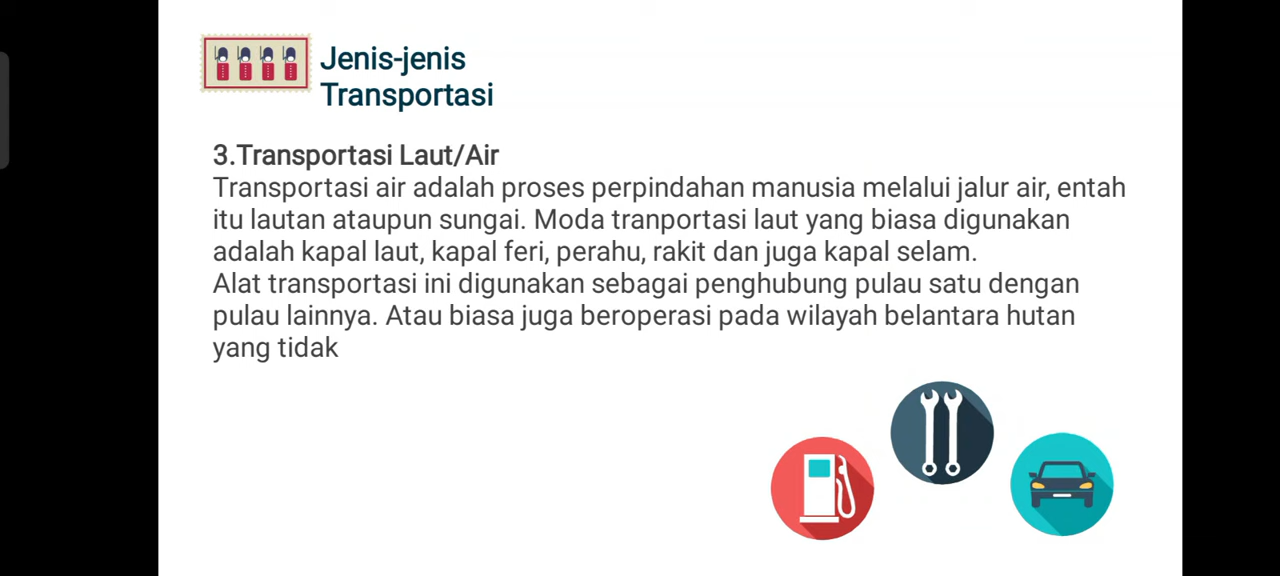 Jenis-jenis
Transportasi
3.Transportasi Laut/Air
Transportasi air adalah proses perpindahan manusia melalui jalur air, entah
itu lautan ataupun sungai. Moda tranportasi laut yang biasa digunakan
adalah kapal laut, kapal feri, perahu, rakit dan juga kapal selam.
Alat transportasi ini digunakan sebagai penghubung pulau satu dengan
pulau lainnya. Atau biasa juga beroperasi pada wilayah belantara hutan
yang tidak